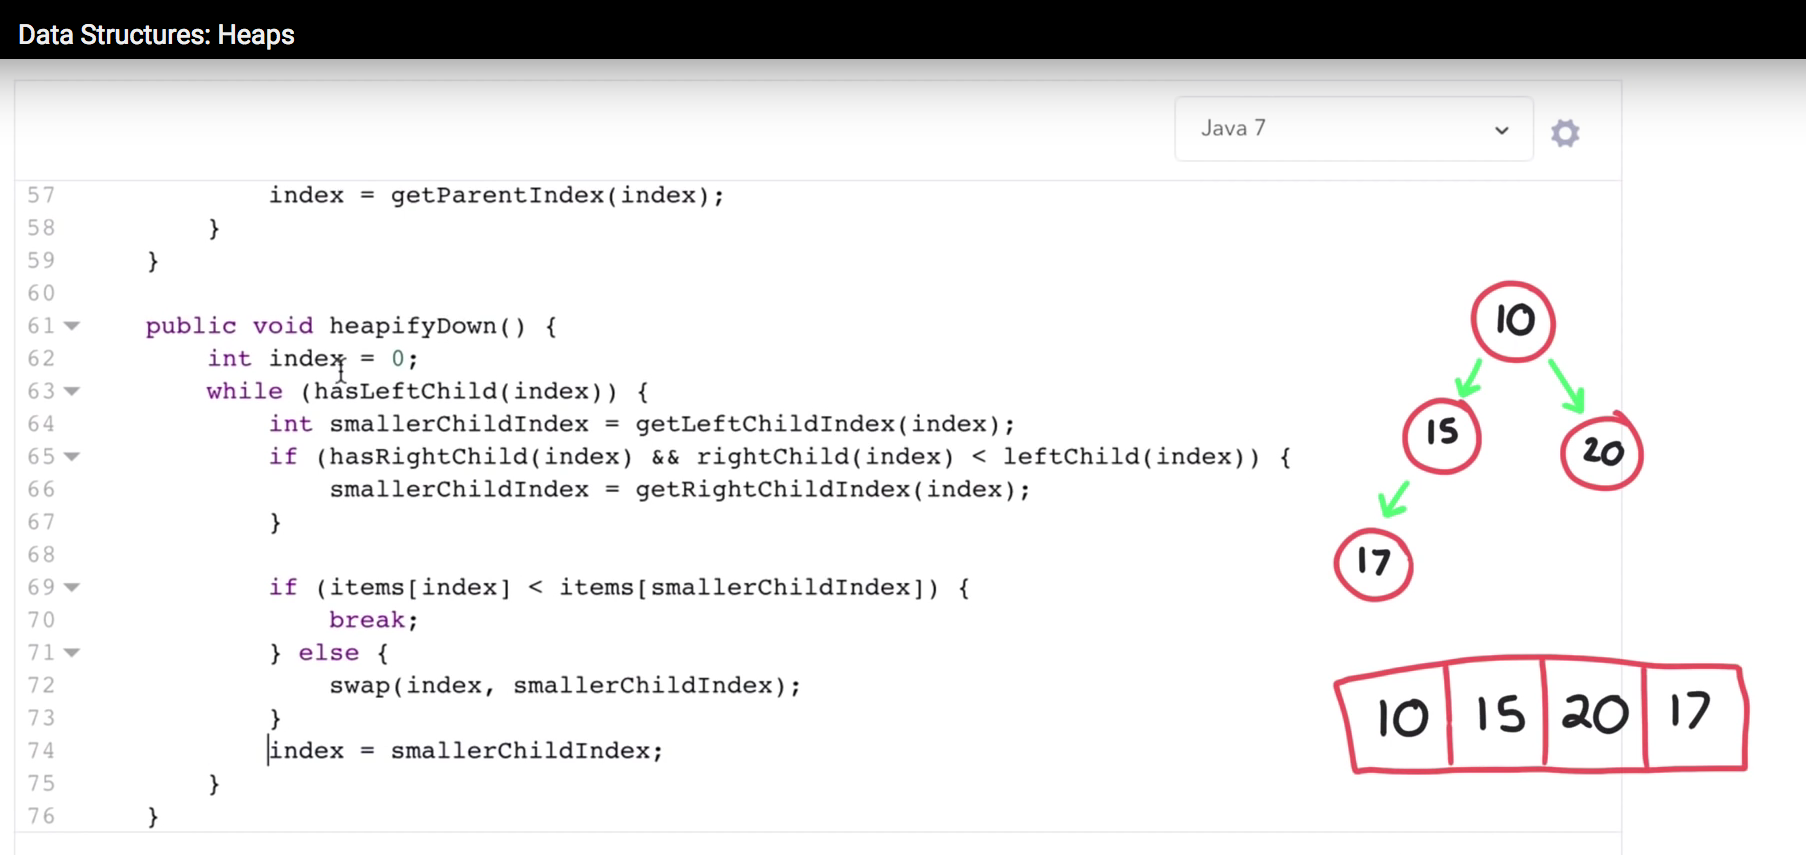 Data Structures: Heaps
Java 7
57 index = getParentIndex(index);
58 }
59 }
60
61 public void heapifyDown() {
62 int index = 0;
63 while (hasLeftChild(index)) {
64 int smallerChildIndex = getLeftChildIndex(index);
65 if (hasRightChild(index) && rightChild(index) < leftChild(index)) {
66 smallerChildIndex = getRightChildIndex(index);
67 }
68
69 if (items[index] < items[smallerChildIndex]) {
70 break;
71 } else {
72 swap(index, smallerChildIndex);
73 }
74 index = smallerChildIndex;
75 }
76 }
10
15
20
17
10 15 20 17